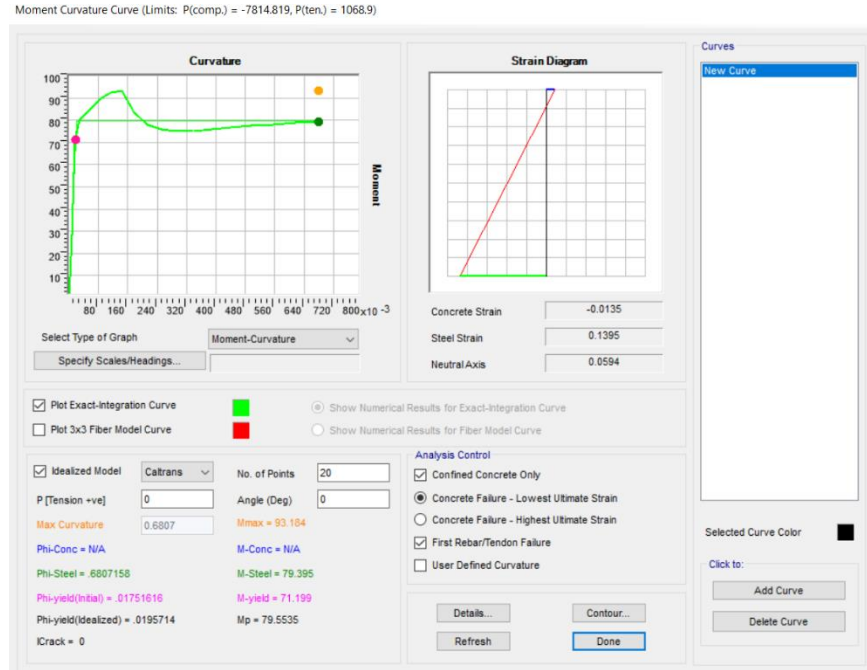 Moment Curvature Curve (Limits:  P(comp.) = -7814.819, P(ten.) = 1068.9)
Curvature
100
90
80
70
60
50
40
30
20
10
Moment
80 160 240 320 400 480 560 640 720 800 x10 -3
Select Type of Graph Moment-Curvature
Specify Scales/Headings...
Strain Diagram
Concrete Strain -0.0135
Steel Strain 0.1395
Neutral Axis 0.0594
Curves
New Curve
Plot Exact-Integration Curve
Plot 3x3 Fiber Model Curve
Show Numerical Results for Exact-Integration Curve
Show Numerical Results for Fiber Model Curve
Idealized Model Caltrans No. of Points 20
P [Tension +ve] 0 Angle (Deg) 0
Max Curvature 0.6807 Mmax = 93.184
Phi-Conc = N/A M-Conc = N/A
Phi-Steel = .6807158 M-Steel = 79.395
Phi-yield(Initial) = .01751616 M-yield = 71.199
Phi-yield(Idealized) = .0195714 Mp = 79.5535
ICrack = 0
Analysis Control
Confined Concrete Only
Concrete Failure - Lowest Ultimate Strain
Concrete Failure - Highest Ultimate Strain
First Rebar/Tendon Failure
User Defined Curvature
Details... Contour...
Refresh Done
Selected Curve Color
Click to:
Add Curve
Delete Curve